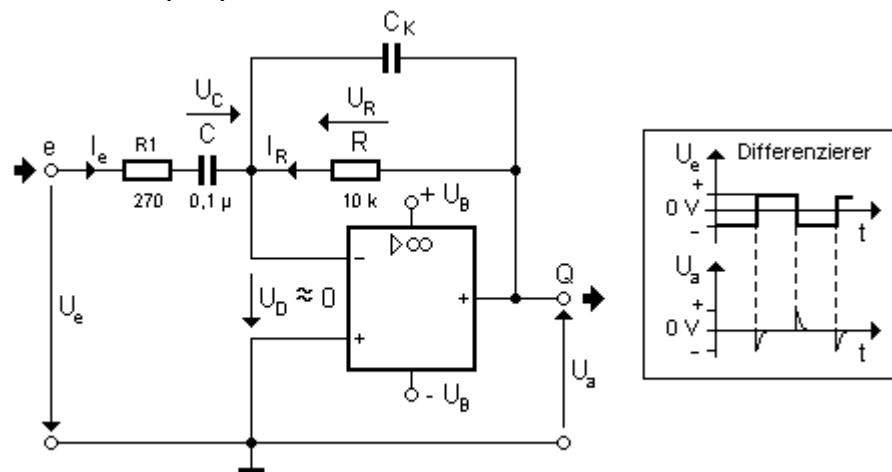 C_K
U_C
U_R
e
I_e
R1
C
I_R
R
270
0,1 µ
10 k
+ U_B
▷∞
−
U_D ≈ 0
+
+
Q
U_e
U_a
- U_B
Differenzierer
U_e
+
0 V
−
t
U_a
+
0 V
−
t